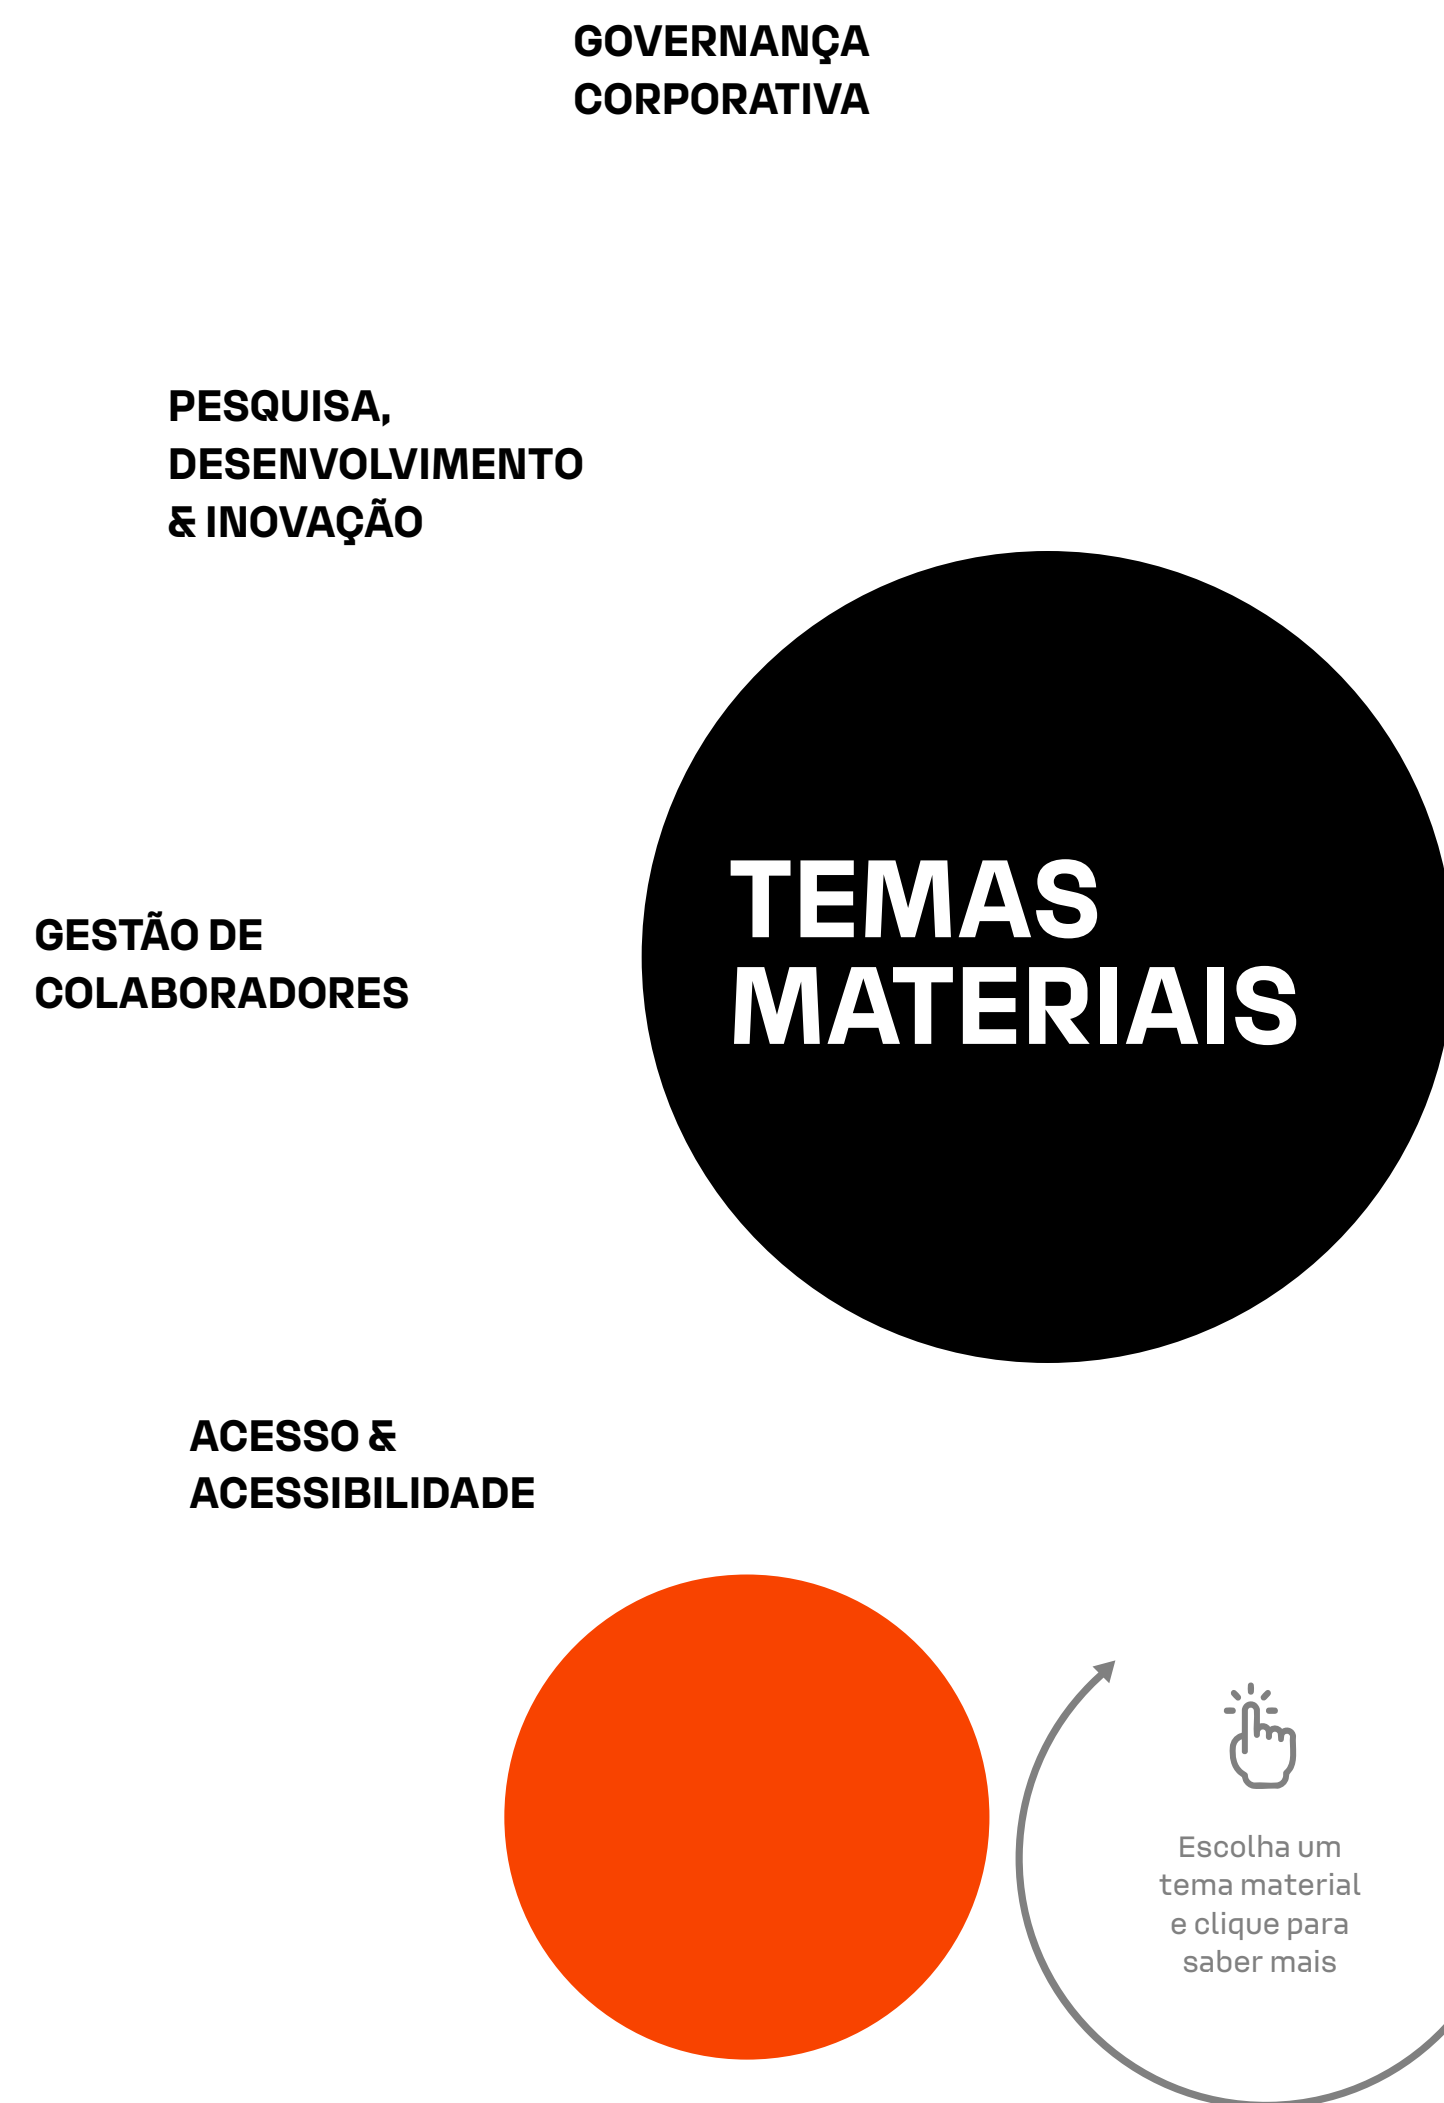 GOVERNANÇA
CORPORATIVA
PESQUISA,
DESENVOLVIMENTO
& INOVAÇÃO
TEMAS
MATERIAIS
GESTÃO DE
COLABORADORES
ACESSO &
ACESSIBILIDADE
Escolha um
tema material
e clique para
saber mais